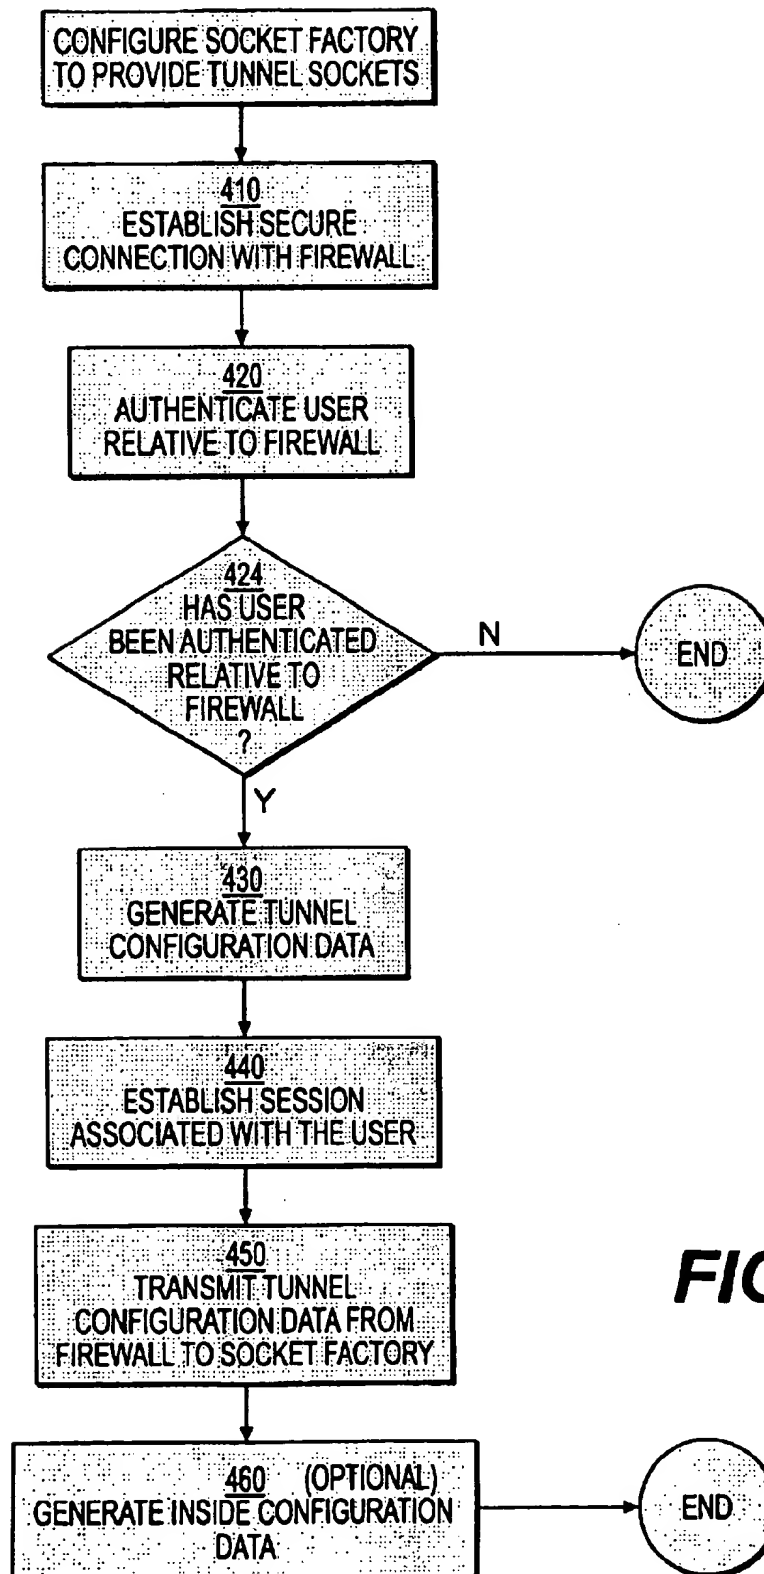 CONFIGURE SOCKET FACTORY
TO PROVIDE TUNNEL SOCKETS
410
ESTABLISH SECURE
CONNECTION WITH FIREWALL
420
AUTHENTICATE USER
RELATIVE TO FIREWALL
424
HAS USER
BEEN AUTHENTICATED
RELATIVE TO
FIREWALL
?
N
END
Y
430
GENERATE TUNNEL
CONFIGURATION DATA
440
ESTABLISH SESSION
ASSOCIATED WITH THE USER
450
TRANSMIT TUNNEL
CONFIGURATION DATA FROM
FIREWALL TO SOCKET FACTORY
460 (OPTIONAL)
GENERATE INSIDE CONFIGURATION
DATA
END